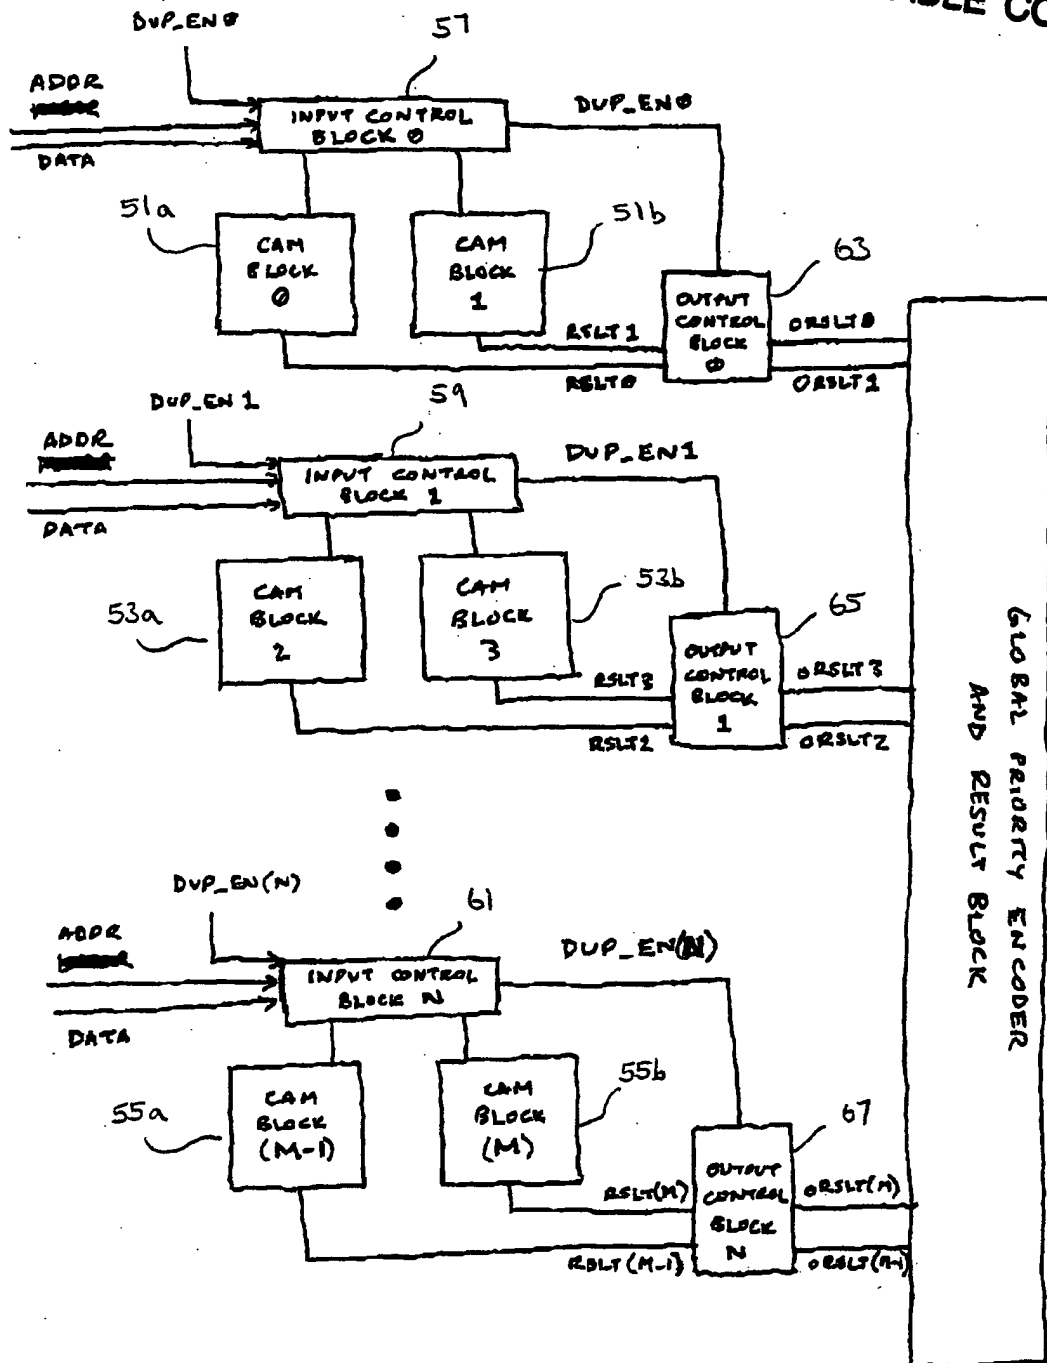 DUP_EN0
57
ADDR
DATA
INPUT CONTROL
BLOCK 0
DUP_EN0
51a
CAM
BLOCK
0
CAM
BLOCK
1
51b
63
OUTPUT
CONTROL
BLOCK
0
RSLT1
RSLT0
ORSLT0
ORSLT1
DUP_EN1
59
ADDR
DATA
INPUT CONTROL
BLOCK 1
DUP_EN1
53a
CAM
BLOCK
2
CAM
BLOCK
3
53b
65
OUTPUT
CONTROL
BLOCK
1
RSLT3
RSLT2
ORSLT3
ORSLT2
DUP_EN(N)
61
ADDR
DATA
INPUT CONTROL
BLOCK N
DUP_EN(N)
55a
CAM
BLOCK
(M-1)
CAM
BLOCK
(M)
55b
67
OUTPUT
CONTROL
BLOCK
N
RSLT(M)
RSLT(M-1)
ORSLT(M)
ORSLT(M-1)
GLOBAL PRIORITY ENCODER
AND RESULT BLOCK